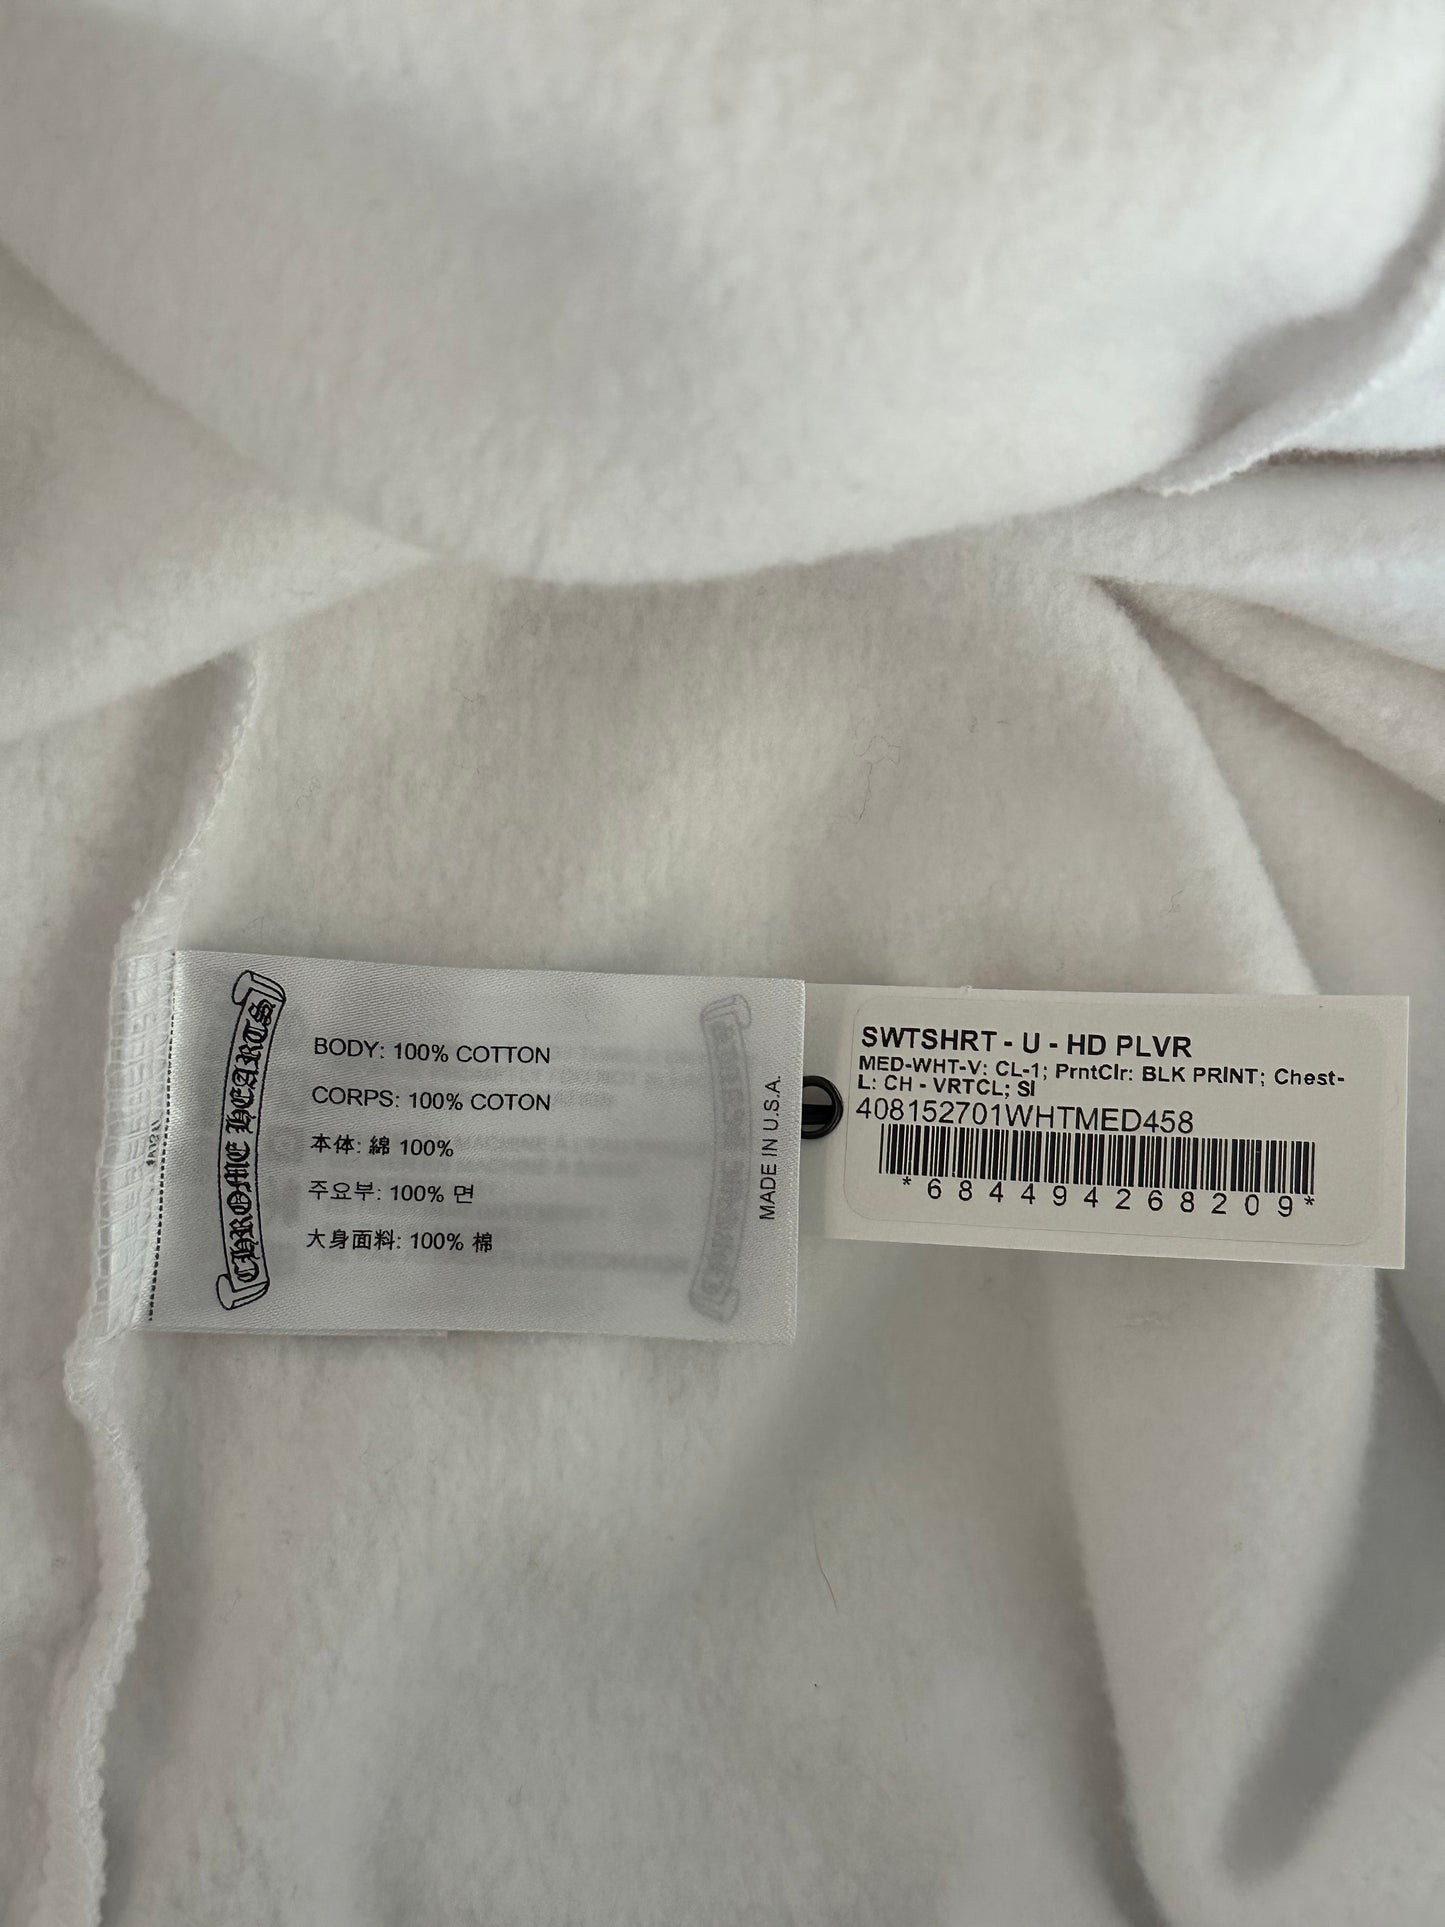 CHROME HEARTS
BODY: 100% COTTON
CORPS: 100% COTON
本体: 綿 100%
주요부: 100% 면
大身面料: 100% 棉
MADE IN U.S.A.
SWTSHRT - U - HD PLVR
MED-WHT-V: CL-1; PrntClr: BLK PRINT; Chest-
L: CH - VRTCL; Sl
408152701WHTMED458
*684494268209*